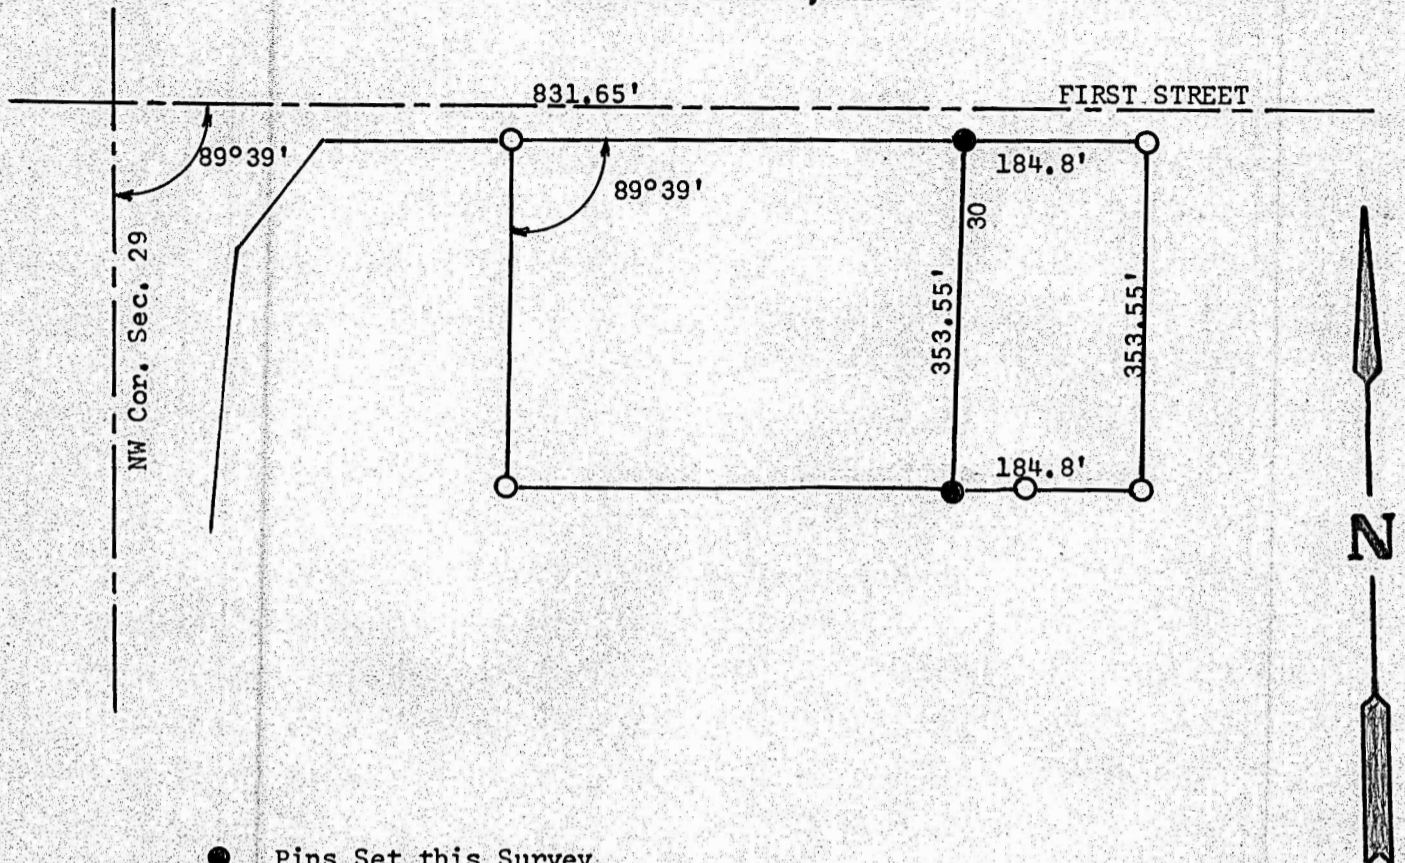 831.65'
FIRST STREET
89°39'
89°39'
184.8'
30
NW Cor. Sec. 29
353.55'
353.55'
184.8'
N
Pins Set this Survey